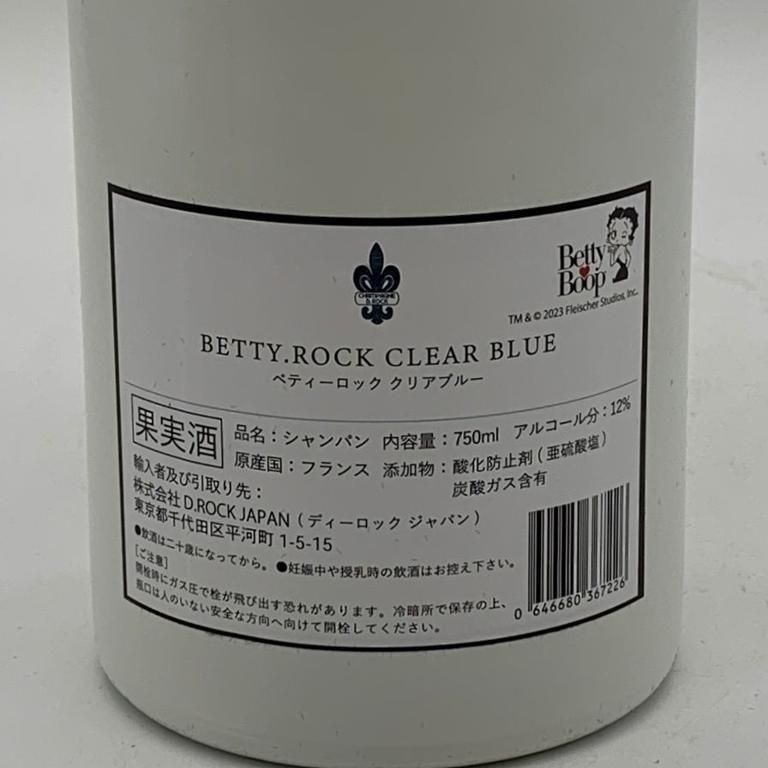 Betty
Boop
TM & © 2023 Fleischer Studios, Inc.
CHAMPAGNE
D.ROCK
BETTY.ROCK CLEAR BLUE
ベティーロック クリアブルー
果実酒
品名：シャンパン 内容量：750ml アルコール分：12%
原産国：フランス 添加物：酸化防止剤（亜硫酸塩）
炭酸ガス含有
輸入者及び引取り先：
株式会社 D.ROCK JAPAN（ディーロック ジャパン）
東京都千代田区平河町 1-5-15
●飲酒は二十歳になってから。 ●妊娠中や授乳時の飲酒はお控え下さい。
［ご注意］
開栓時にガス圧で栓が飛び出す恐れがあります。冷暗所で保存の上、
瓶口は人のいない安全な方向へ向けて開栓してください。
0 646680 367226